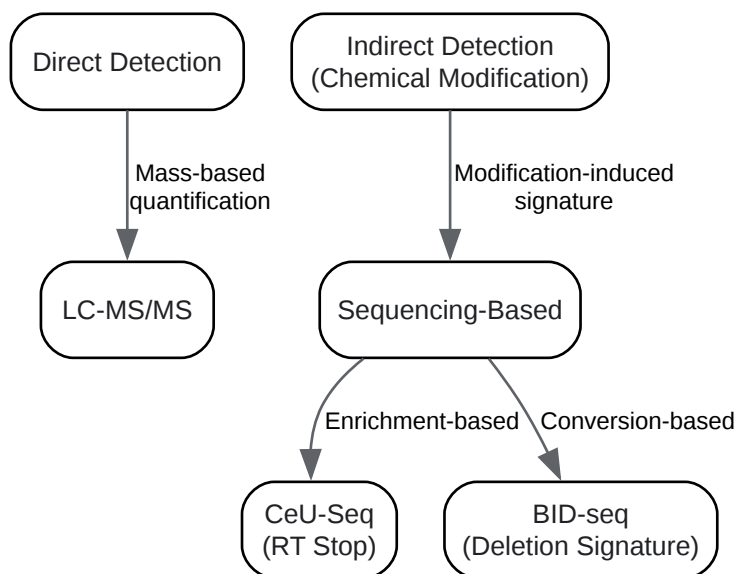 Direct Detection
Indirect Detection
(Chemical Modification)
Mass-based
quantification
Modification-induced
signature
LC-MS/MS
Sequencing-Based
Enrichment-based
Conversion-based
CeU-Seq
(RT Stop)
BID-seq
(Deletion Signature)